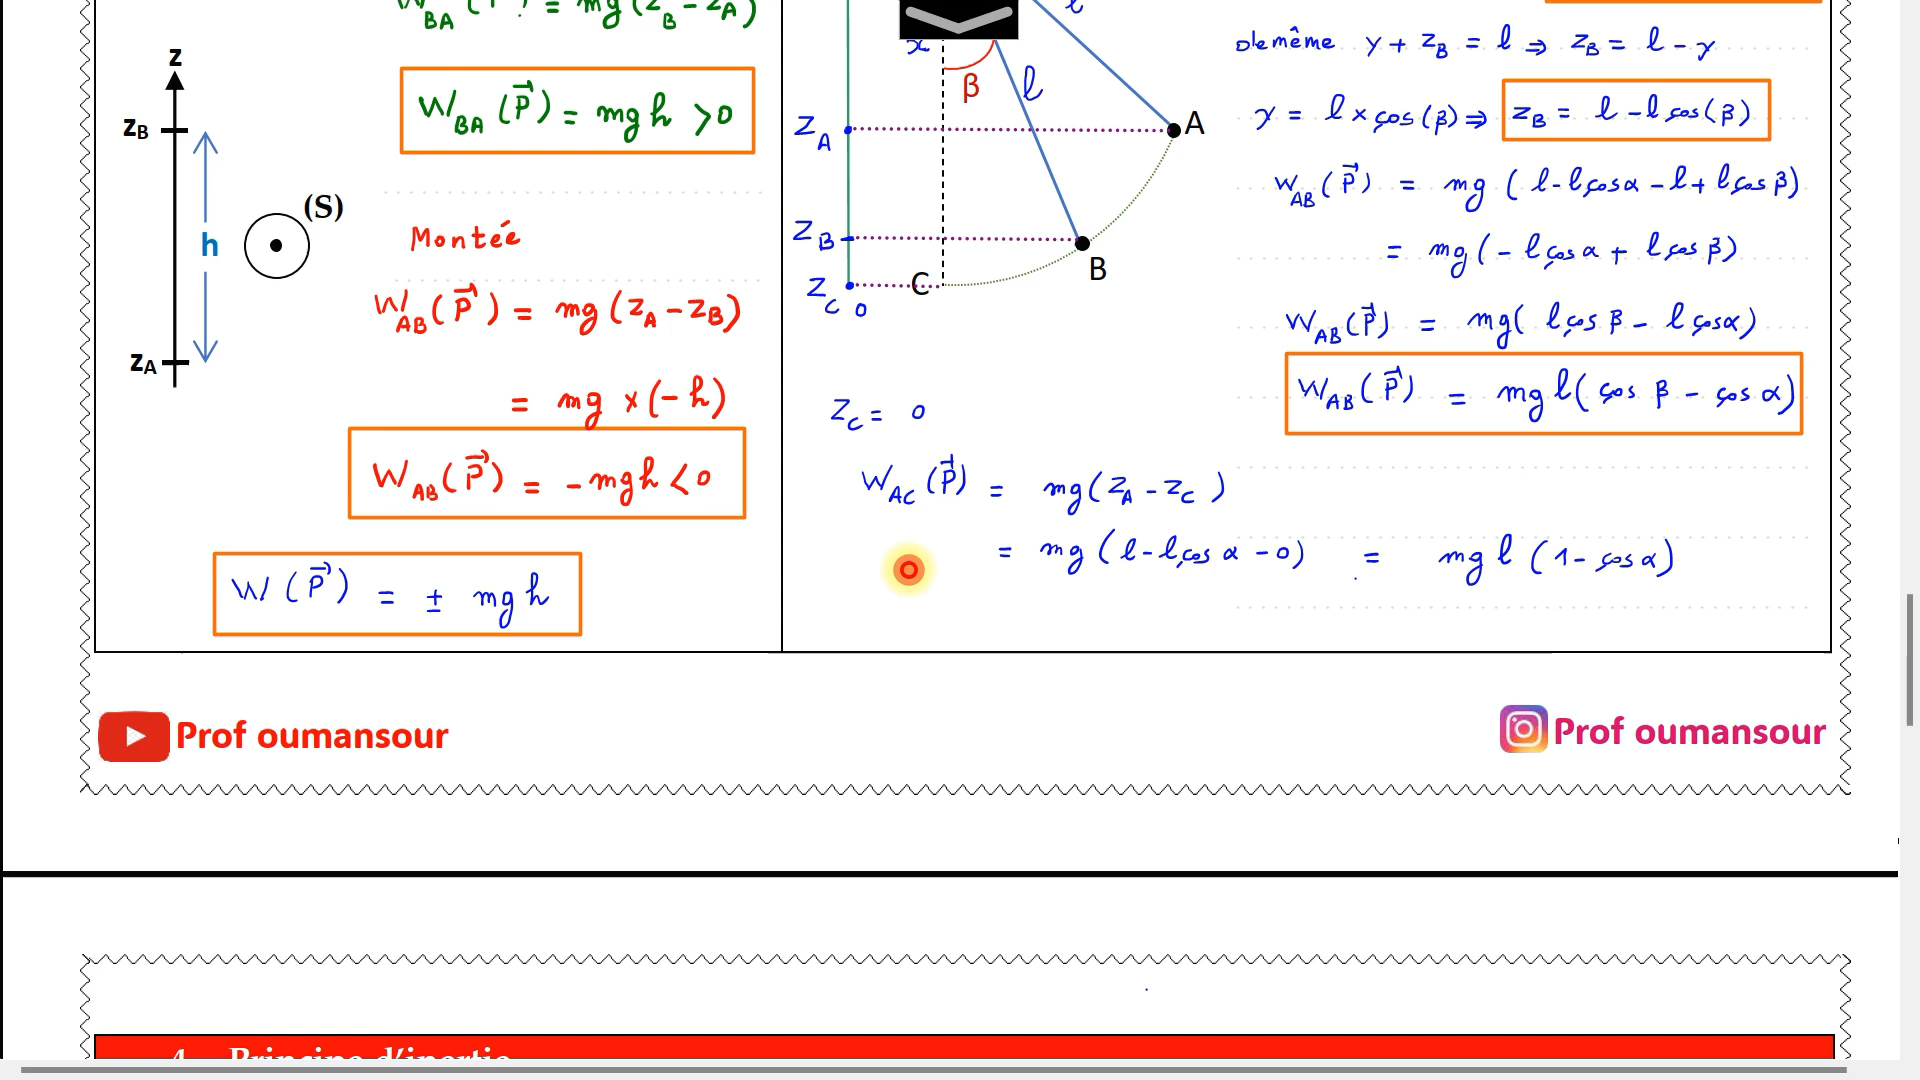 W_BA(P⃗) = mg(z_B - z_A)
W_BA(P⃗) = mgh > 0
z
z_B
h
z_A
(S)
Montée
W_AB(P⃗) = mg(z_A - z_B)
= mg × (-h)
W_AB(P⃗) = -mgh < 0
W(P⃗) = ± mgh
l
x
β
l
z_A
A
z_B
B
z_C
0
C
z_C = 0
W_AC(P⃗) = mg(z_A - z_C)
= mg(l - l cos α - 0) = mg l (1 - cos α)
De même y + z_B = l ⇒ z_B = l - y
y = l × cos(β) ⇒ z_B = l - l cos(β)
W_AB(P⃗) = mg (l - l cos α - l + l cos β)
= mg(- l cos α + l cos β)
W_AB(P⃗) = mg( l cos β - l cos α)
W_AB(P⃗) = mg l( cos β - cos α)
Prof oumansour
Prof oumansour
4. Principe d'inertie